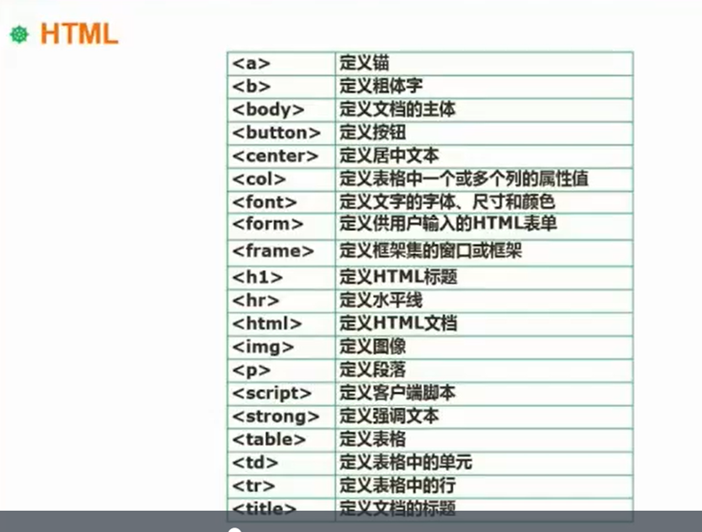 HTML
<a> 定义锚
<b> 定义粗体字
<body> 定义文档的主体
<button> 定义按钮
<center> 定义居中文本
<col> 定义表格中一个或多个列的属性值
<font> 定义文字的字体、尺寸和颜色
<form> 定义供用户输入的HTML表单
<frame> 定义框架集的窗口或框架
<h1> 定义HTML标题
<hr> 定义水平线
<html> 定义HTML文档
<img> 定义图像
<p> 定义段落
<script> 定义客户端脚本
<strong> 定义强调文本
<table> 定义表格
<td> 定义表格中的单元
<tr> 定义表格中的行
<title> 定义文档的标题